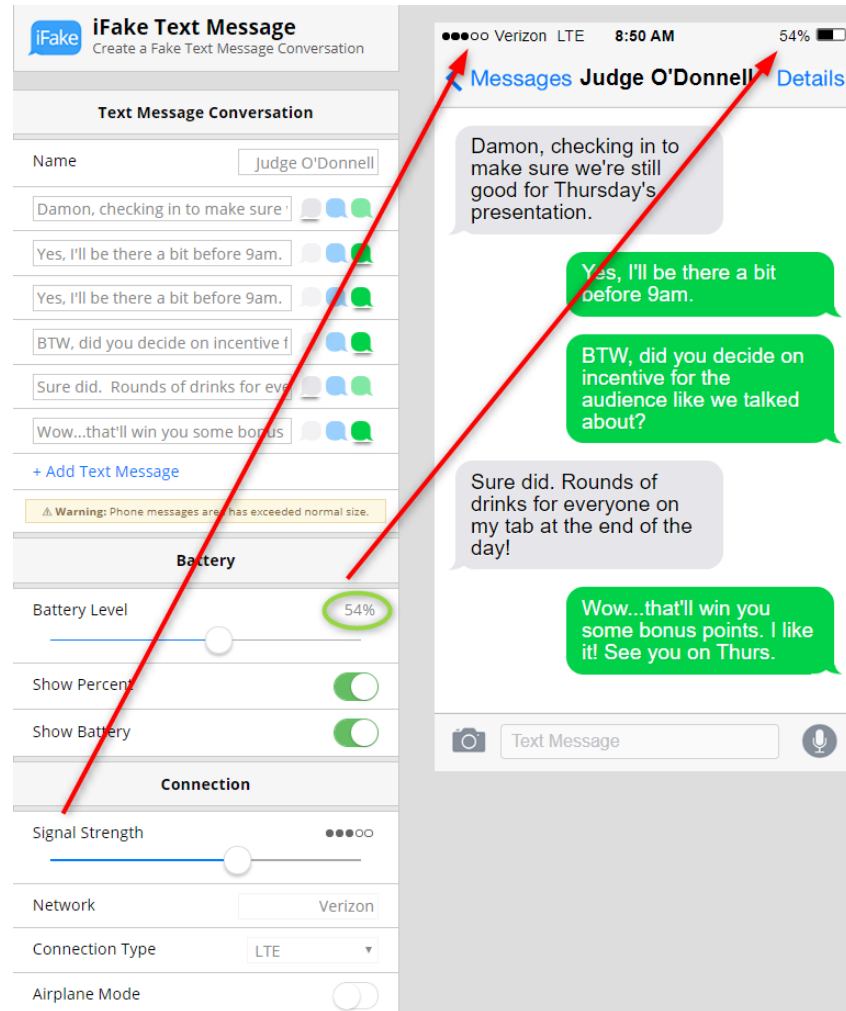 iFake
iFake Text Message
Create a Fake Text Message Conversation
Text Message Conversation
Name
Judge O'Donnell
Damon, checking in to make sure
Yes, I'll be there a bit before 9am.
Yes, I'll be there a bit before 9am.
BTW, did you decide on incentive f
Sure did. Rounds of drinks for eve
Wow...that'll win you some bonus
+ Add Text Message
⚠ Warning: Phone messages area has exceeded normal size.
Battery
Battery Level
54%
Show Percent
Show Battery
Connection
Signal Strength
Network
Verizon
Connection Type
LTE
Airplane Mode
Verizon LTE 8:50 AM 54%
Messages Judge O'Donnell Details
Damon, checking in to
make sure we're still
good for Thursday's
presentation.
Yes, I'll be there a bit
before 9am.
BTW, did you decide on
incentive for the
audience like we talked
about?
Sure did. Rounds of
drinks for everyone on
my tab at the end of the
day!
Wow...that'll win you
some bonus points. I like
it! See you on Thurs.
Text Message